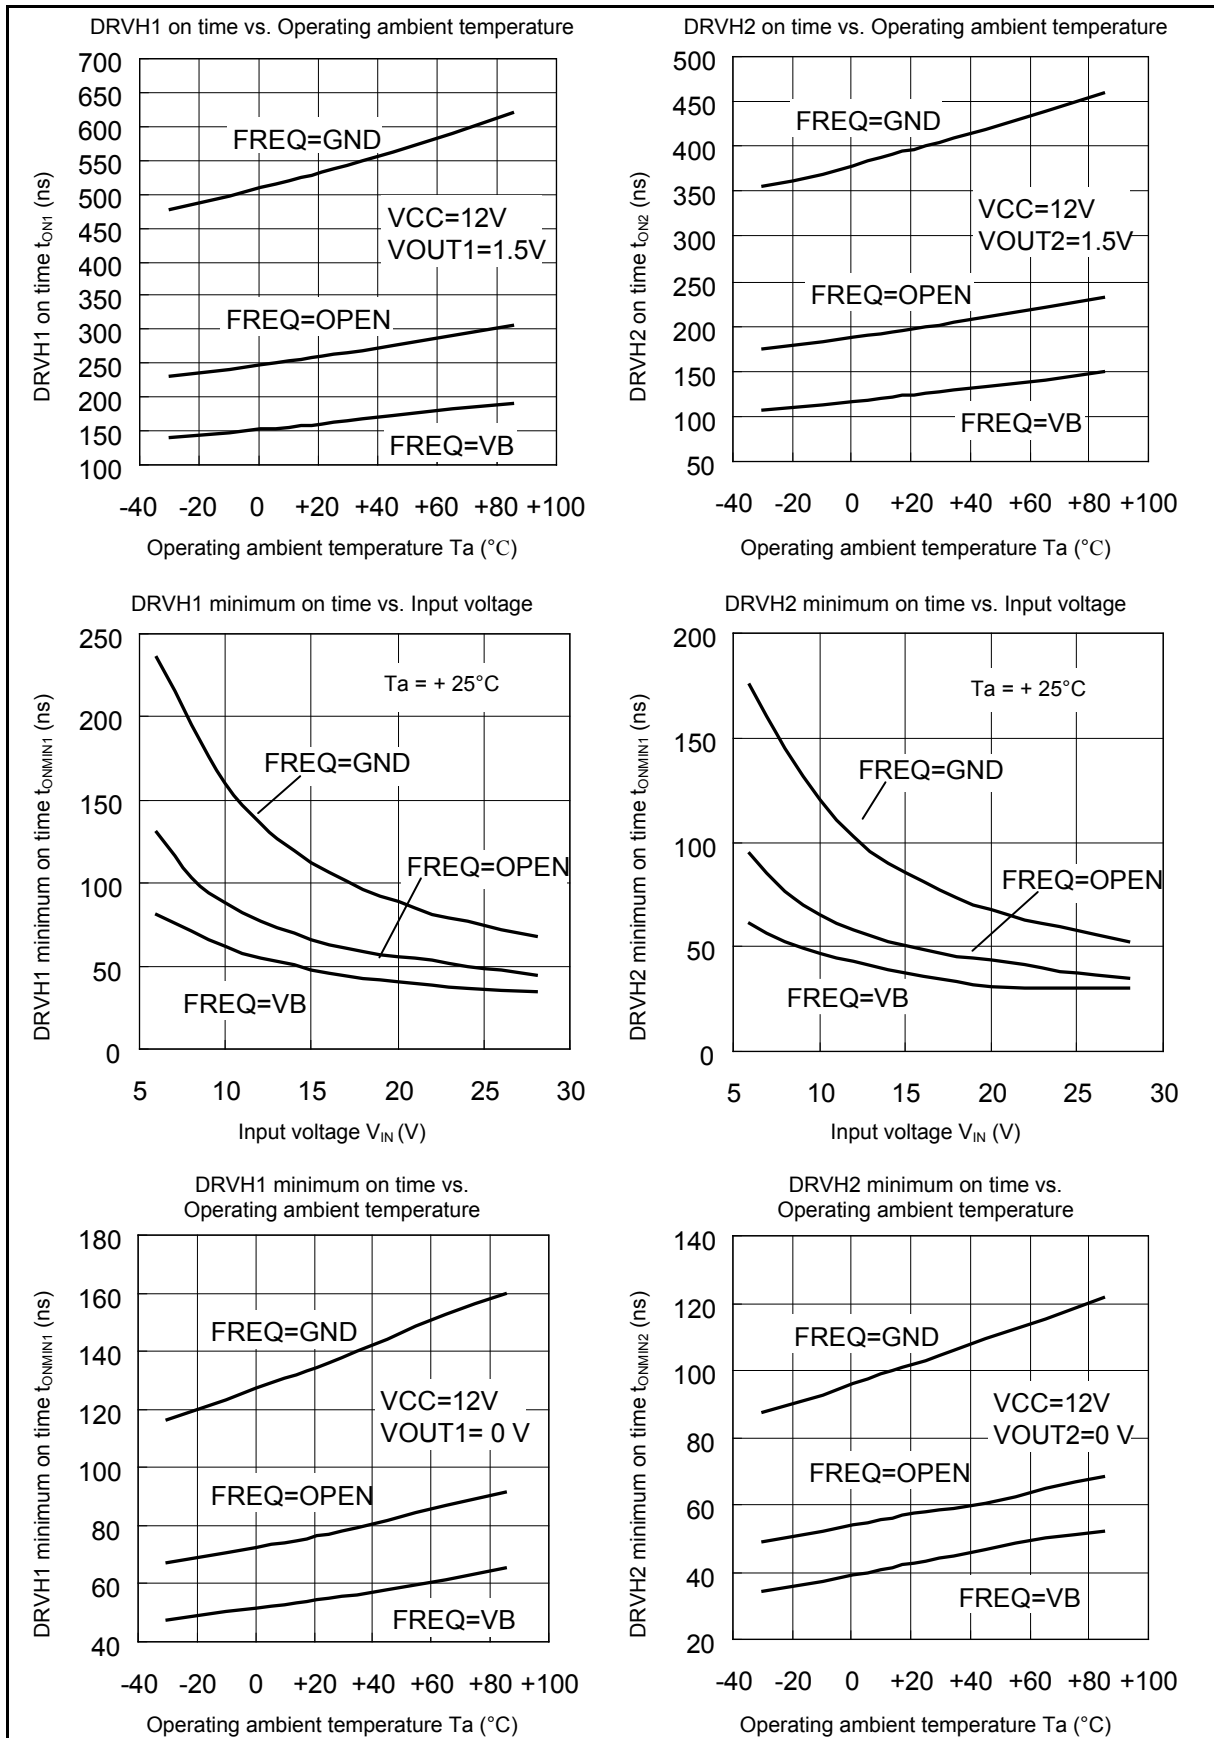 DRVH1 on time vs. Operating ambient temperature
DRVH1 on time tON1 (ns)
700
650
600
550
500
450
400
350
300
250
200
150
100
FREQ=GND
VCC=12V
VOUT1=1.5V
FREQ=OPEN
FREQ=VB
-40 -20 0 +20 +40 +60 +80 +100
Operating ambient temperature Ta (°C)
DRVH2 on time vs. Operating ambient temperature
DRVH2 on time tON2 (ns)
500
450
400
350
300
250
200
150
100
50
FREQ=GND
VCC=12V
VOUT2=1.5V
FREQ=OPEN
FREQ=VB
-40 -20 0 +20 +40 +60 +80 +100
Operating ambient temperature Ta (°C)
DRVH1 minimum on time vs. Input voltage
DRVH1 minimum on time tONMIN1 (ns)
250
200
150
100
50
0
Ta = + 25°C
FREQ=GND
FREQ=OPEN
FREQ=VB
5 10 15 20 25 30
Input voltage VIN (V)
DRVH2 minimum on time vs. Input voltage
DRVH2 minimum on time tONMIN1 (ns)
200
150
100
50
0
Ta = + 25°C
FREQ=GND
FREQ=OPEN
FREQ=VB
5 10 15 20 25 30
Input voltage VIN (V)
DRVH1 minimum on time vs.
Operating ambient temperature
DRVH1 minimum on time tONMIN1 (ns)
180
160
140
120
100
80
60
40
FREQ=GND
VCC=12V
VOUT1= 0 V
FREQ=OPEN
FREQ=VB
-40 -20 0 +20 +40 +60 +80 +100
Operating ambient temperature Ta (°C)
DRVH2 minimum on time vs.
Operating ambient temperature
DRVH2 minimum on time tONMIN2 (ns)
140
120
100
80
60
40
20
FREQ=GND
VCC=12V
VOUT2=0 V
FREQ=OPEN
FREQ=VB
-40 -20 0 +20 +40 +60 +80 +100
Operating ambient temperature Ta (°C)